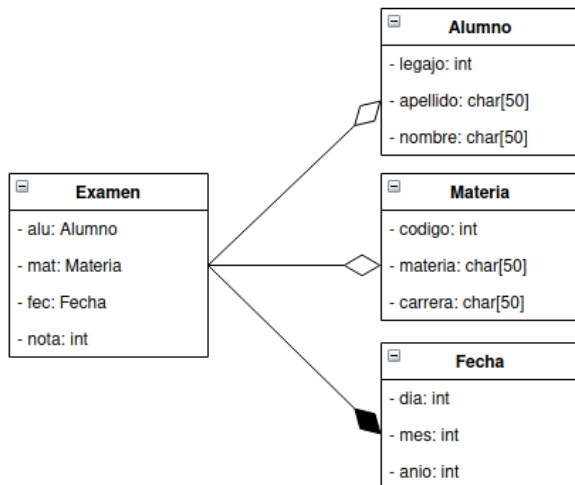 Alumno
- legajo: int
- apellido: char[50]
- nombre: char[50]
Examen
- alu: Alumno
- mat: Materia
- fec: Fecha
- nota: int
Materia
- codigo: int
- materia: char[50]
- carrera: char[50]
Fecha
- dia: int
- mes: int
- anio: int